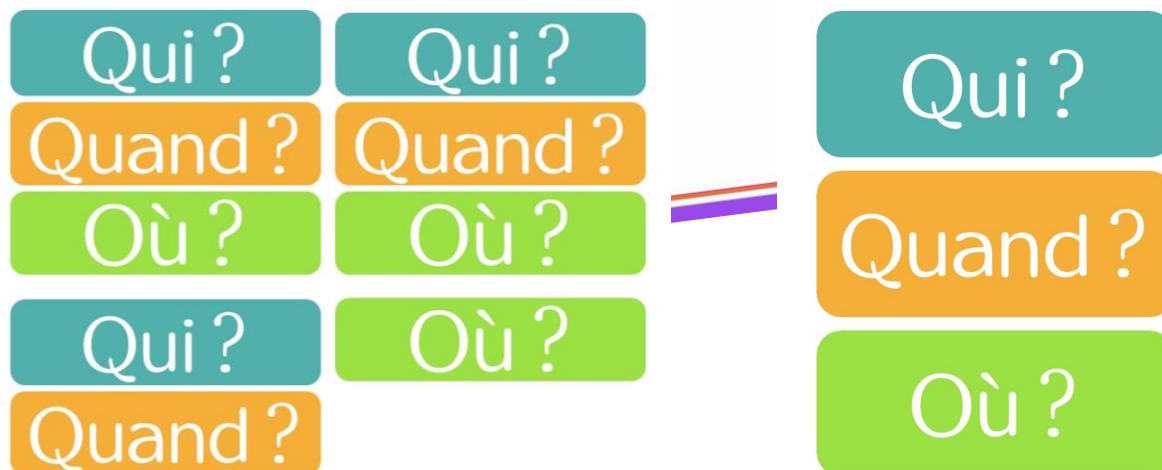 Qui ? Qui ?
Quand ? Quand ?
Où ? Où ?
Qui ? Où ?
Quand ?
Qui ?
Quand ?
Où ?